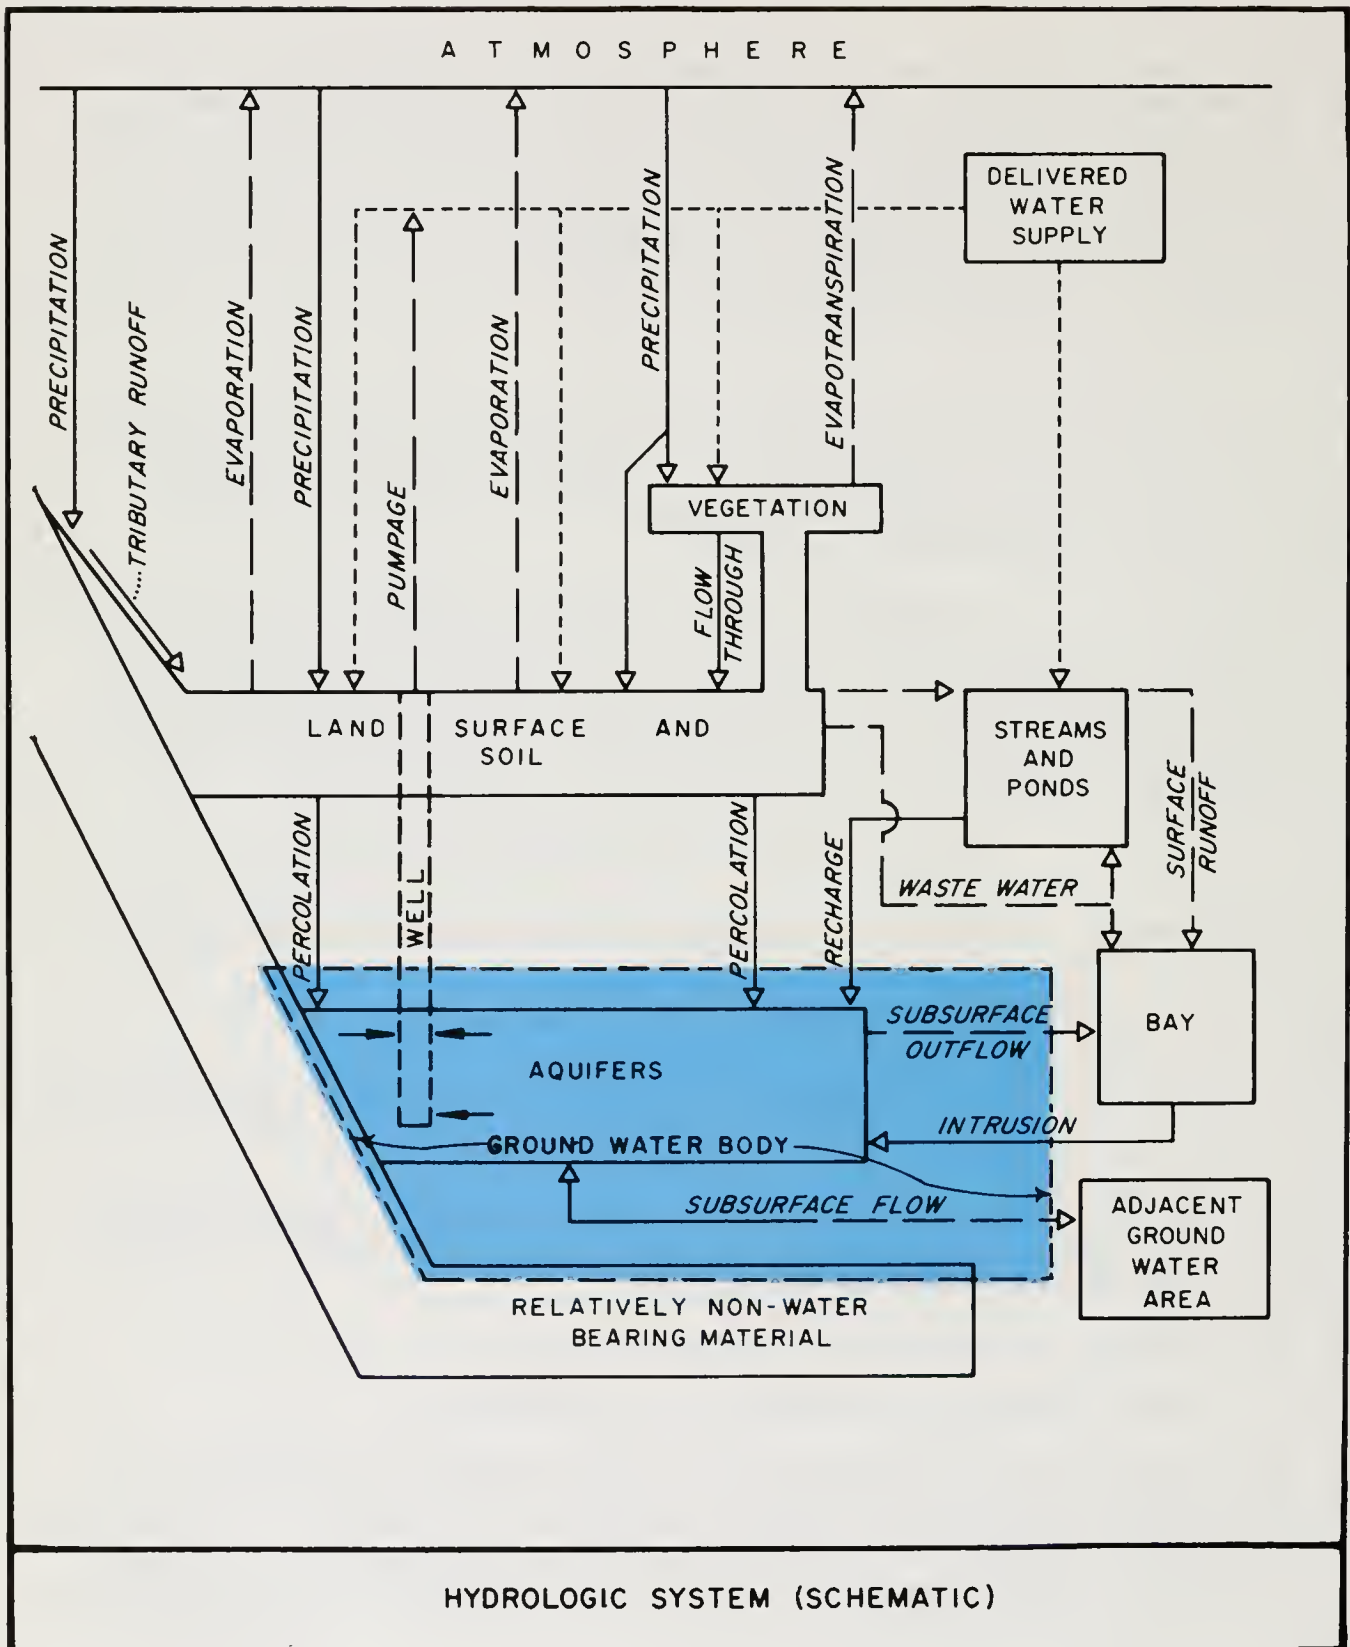 ATMOSPHERE
DELIVERED
WATER
SUPPLY
PRECIPITATION
.....TRIBUTARY RUNOFF
EVAPORATION
PRECIPITATION
PUMPAGE
EVAPORATION
PRECIPITATION
EVAPOTRANSPIRATION
VEGETATION
FLOW
THROUGH
LAND SURFACE AND
SOIL
STREAMS
AND
PONDS
SURFACE
RUNOFF
PERCOLATION
WELL
PERCOLATION
RECHARGE
WASTE WATER
SUBSURFACE
OUTFLOW
BAY
AQUIFERS
INTRUSION
GROUND WATER BODY
SUBSURFACE FLOW
ADJACENT
GROUND
WATER
AREA
RELATIVELY NON-WATER
BEARING MATERIAL
HYDROLOGIC SYSTEM (SCHEMATIC)